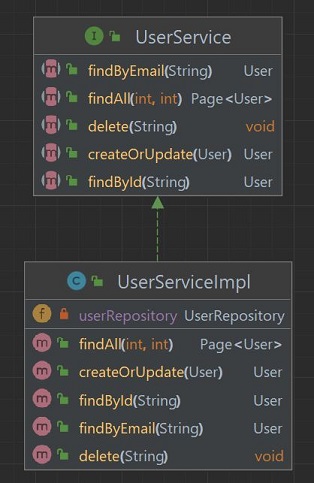 I UserService
m findByEmail(String) User
m findAll(int, int) Page<User>
m delete(String) void
m createOrUpdate(User) User
m findById(String) User
C UserServiceImpl
f userRepository UserRepository
m findAll(int, int) Page<User>
m createOrUpdate(User) User
m findById(String) User
m findByEmail(String) User
m delete(String) void